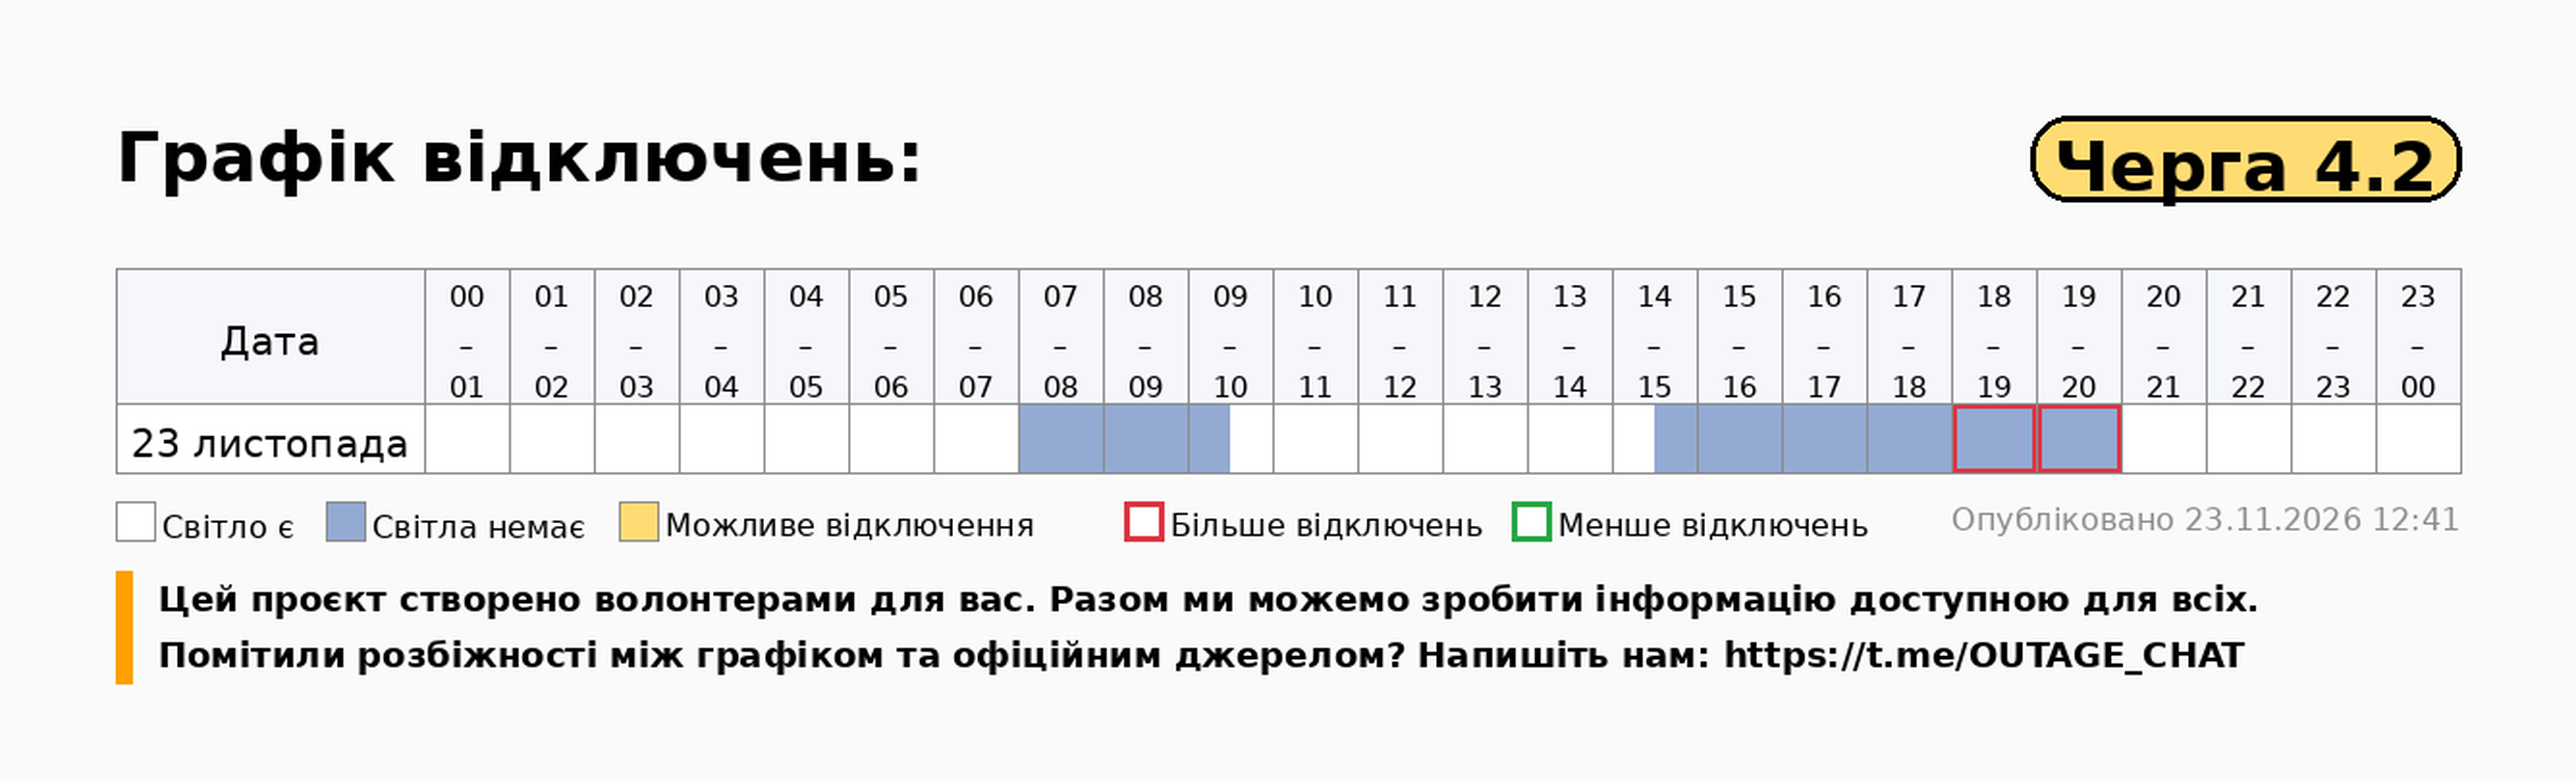 Графік відключень:
Черга 4.2
Дата
00 – 01
01 – 02
02 – 03
03 – 04
04 – 05
05 – 06
06 – 07
07 – 08
08 – 09
09 – 10
10 – 11
11 – 12
12 – 13
13 – 14
14 – 15
15 – 16
16 – 17
17 – 18
18 – 19
19 – 20
20 – 21
21 – 22
22 – 23
23 – 00
23 листопада
Світло є
Світла немає
Можливе відключення
Більше відключень
Менше відключень
Опубліковано 23.11.2026 12:41
Цей проєкт створено волонтерами для вас. Разом ми можемо зробити інформацію доступною для всіх.
Помітили розбіжності між графіком та офіційним джерелом? Напишіть нам: https://t.me/OUTAGE_CHAT